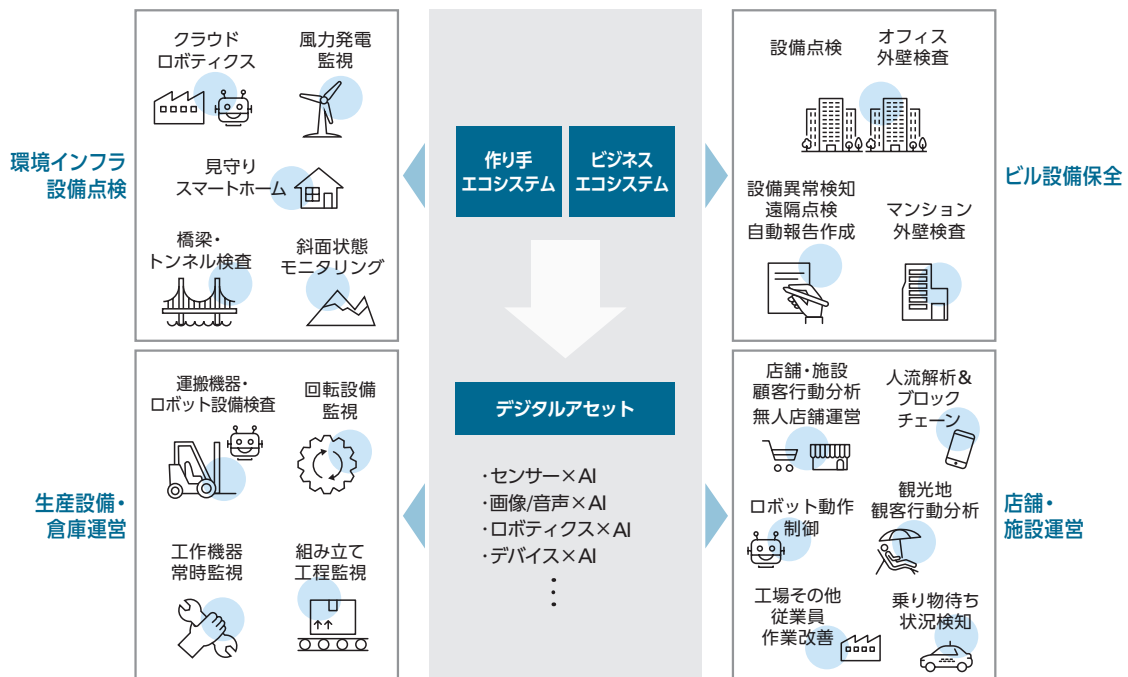 環境インフラ
設備点検
クラウド
ロボティクス
風力発電
監視
見守り
スマートホーム
橋梁・
トンネル検査
斜面状態
モニタリング
生産設備・
倉庫運営
運搬機器・
ロボット設備検査
回転設備
監視
工作機器
常時監視
組み立て
工程監視
作り手
エコシステム
ビジネス
エコシステム
デジタルアセット
・センサー×AI
・画像/音声×AI
・ロボティクス×AI
・デバイス×AI
・
・
・
ビル設備保全
設備点検
オフィス
外壁検査
設備異常検知
遠隔点検
自動報告作成
マンション
外壁検査
店舗・
施設運営
店舗・施設
顧客行動分析
無人店舗運営
人流解析&
ブロック
チェーン
ロボット動作
制御
観光地
観客行動分析
工場その他
従業員
作業改善
乗り物待ち
状況検知